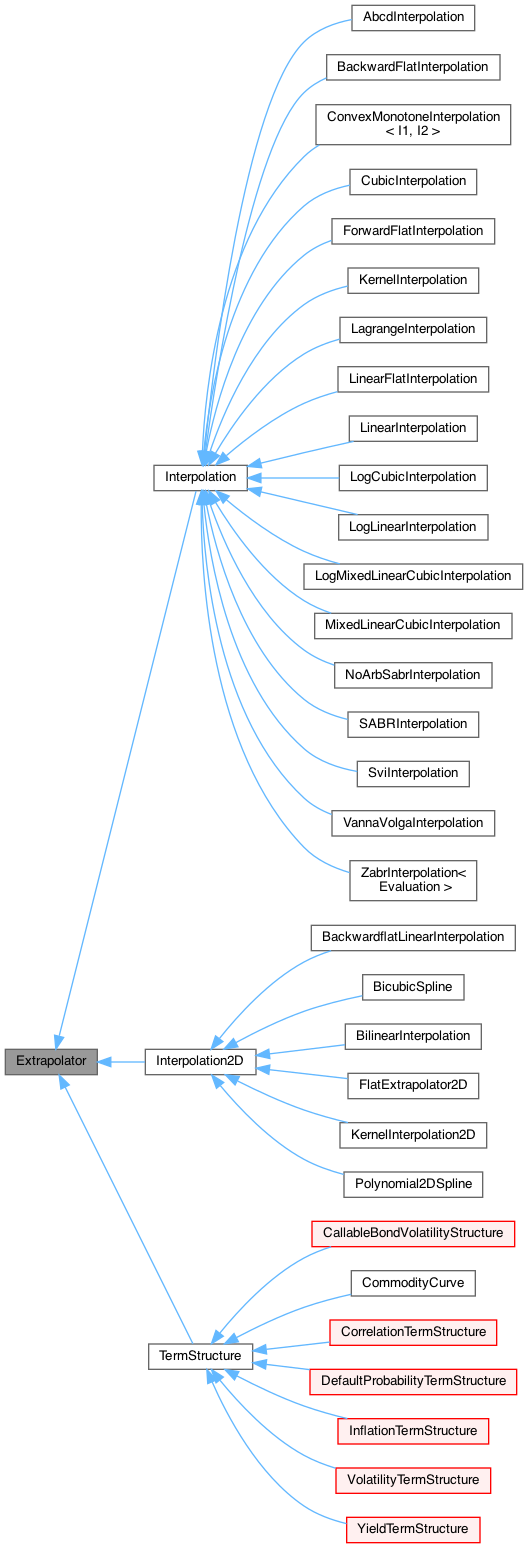 AbcdInterpolation
BackwardFlatInterpolation
ConvexMonotoneInterpolation
< I1, I2 >
CubicInterpolation
ForwardFlatInterpolation
KernelInterpolation
LagrangeInterpolation
LinearFlatInterpolation
LinearInterpolation
Interpolation
LogCubicInterpolation
LogLinearInterpolation
LogMixedLinearCubicInterpolation
MixedLinearCubicInterpolation
NoArbSabrInterpolation
SABRInterpolation
SviInterpolation
VannaVolgaInterpolation
ZabrInterpolation<
Evaluation >
BackwardflatLinearInterpolation
BicubicSpline
BilinearInterpolation
Extrapolator
Interpolation2D
FlatExtrapolator2D
KernelInterpolation2D
Polynomial2DSpline
CallableBondVolatilityStructure
CommodityCurve
CorrelationTermStructure
TermStructure
DefaultProbabilityTermStructure
InflationTermStructure
VolatilityTermStructure
YieldTermStructure